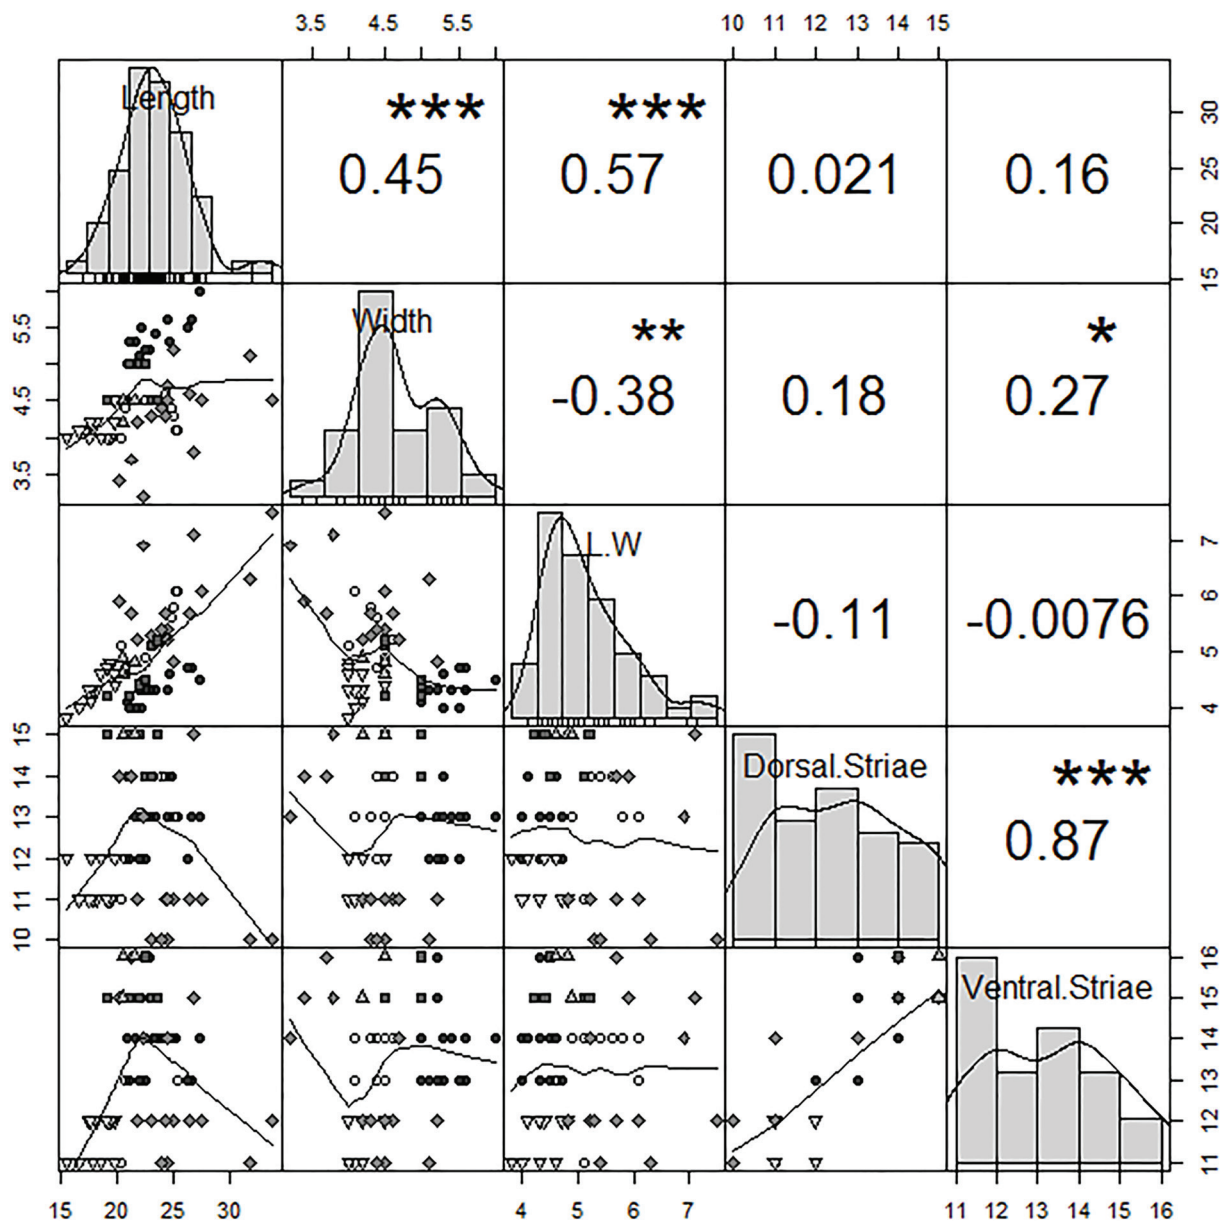 3.5 4.5 5.5 10 11 12 13 14 15
Length *** *** 30
0.45 0.57 0.021 0.16 25
20
15
5.5 Width ** *
4.5 -0.38 0.18 0.27
3.5
L.W 7
-0.11 -0.0076 6
5
4
15 Dorsal.Striae ***
14
13 0.87
12
11
10
Ventral.Striae 16
15
14
13
12
11
15 20 25 30 4 5 6 7 11 12 13 14 15 16